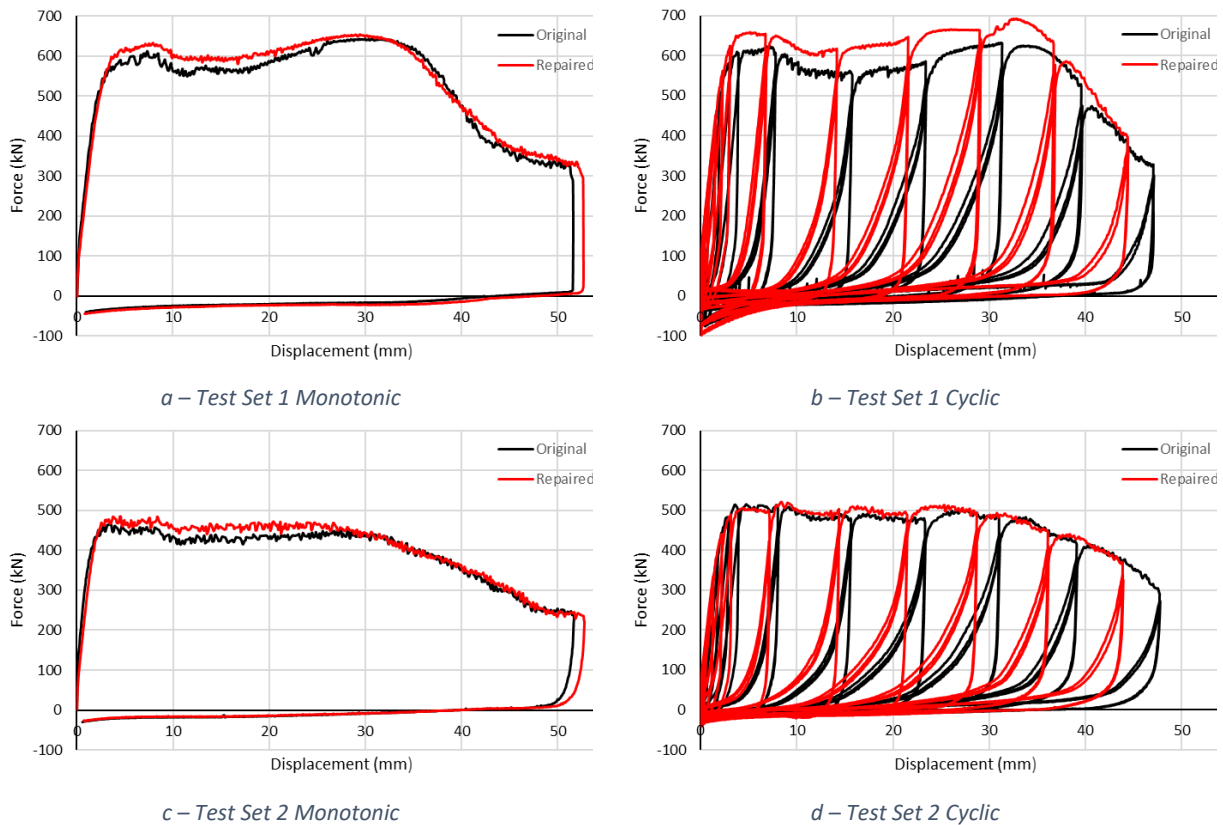 700
600
500
400
300
200
100
0
-100
Force (kN)
Original
Repaired
0 10 20 30 40 50
Displacement (mm)
a – Test Set 1 Monotonic
700
600
500
400
300
200
100
0
-100
Force (kN)
Original
Repaired
0 10 20 30 40 50
Displacement (mm)
b – Test Set 1 Cyclic
700
600
500
400
300
200
100
0
-100
Force (kN)
Original
Repaired
0 10 20 30 40 50
Displacement (mm)
c – Test Set 2 Monotonic
700
600
500
400
300
200
100
0
-100
Force (kN)
Original
Repaired
0 10 20 30 40 50
Displacement (mm)
d – Test Set 2 Cyclic